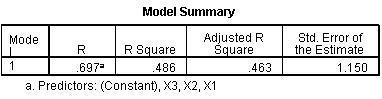 Model Summary
Mode
l R R Square Adjusted R Square Std. Error of the Estimate
1 .697a .486 .463 1.150
a. Predictors: (Constant), X3, X2, X1